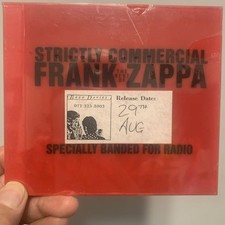 STRICTLY COMMERCIAL
FRANK ZAPPA
Release Date:
29TH
AUG
SPECIALLY BANDED FOR RADIO